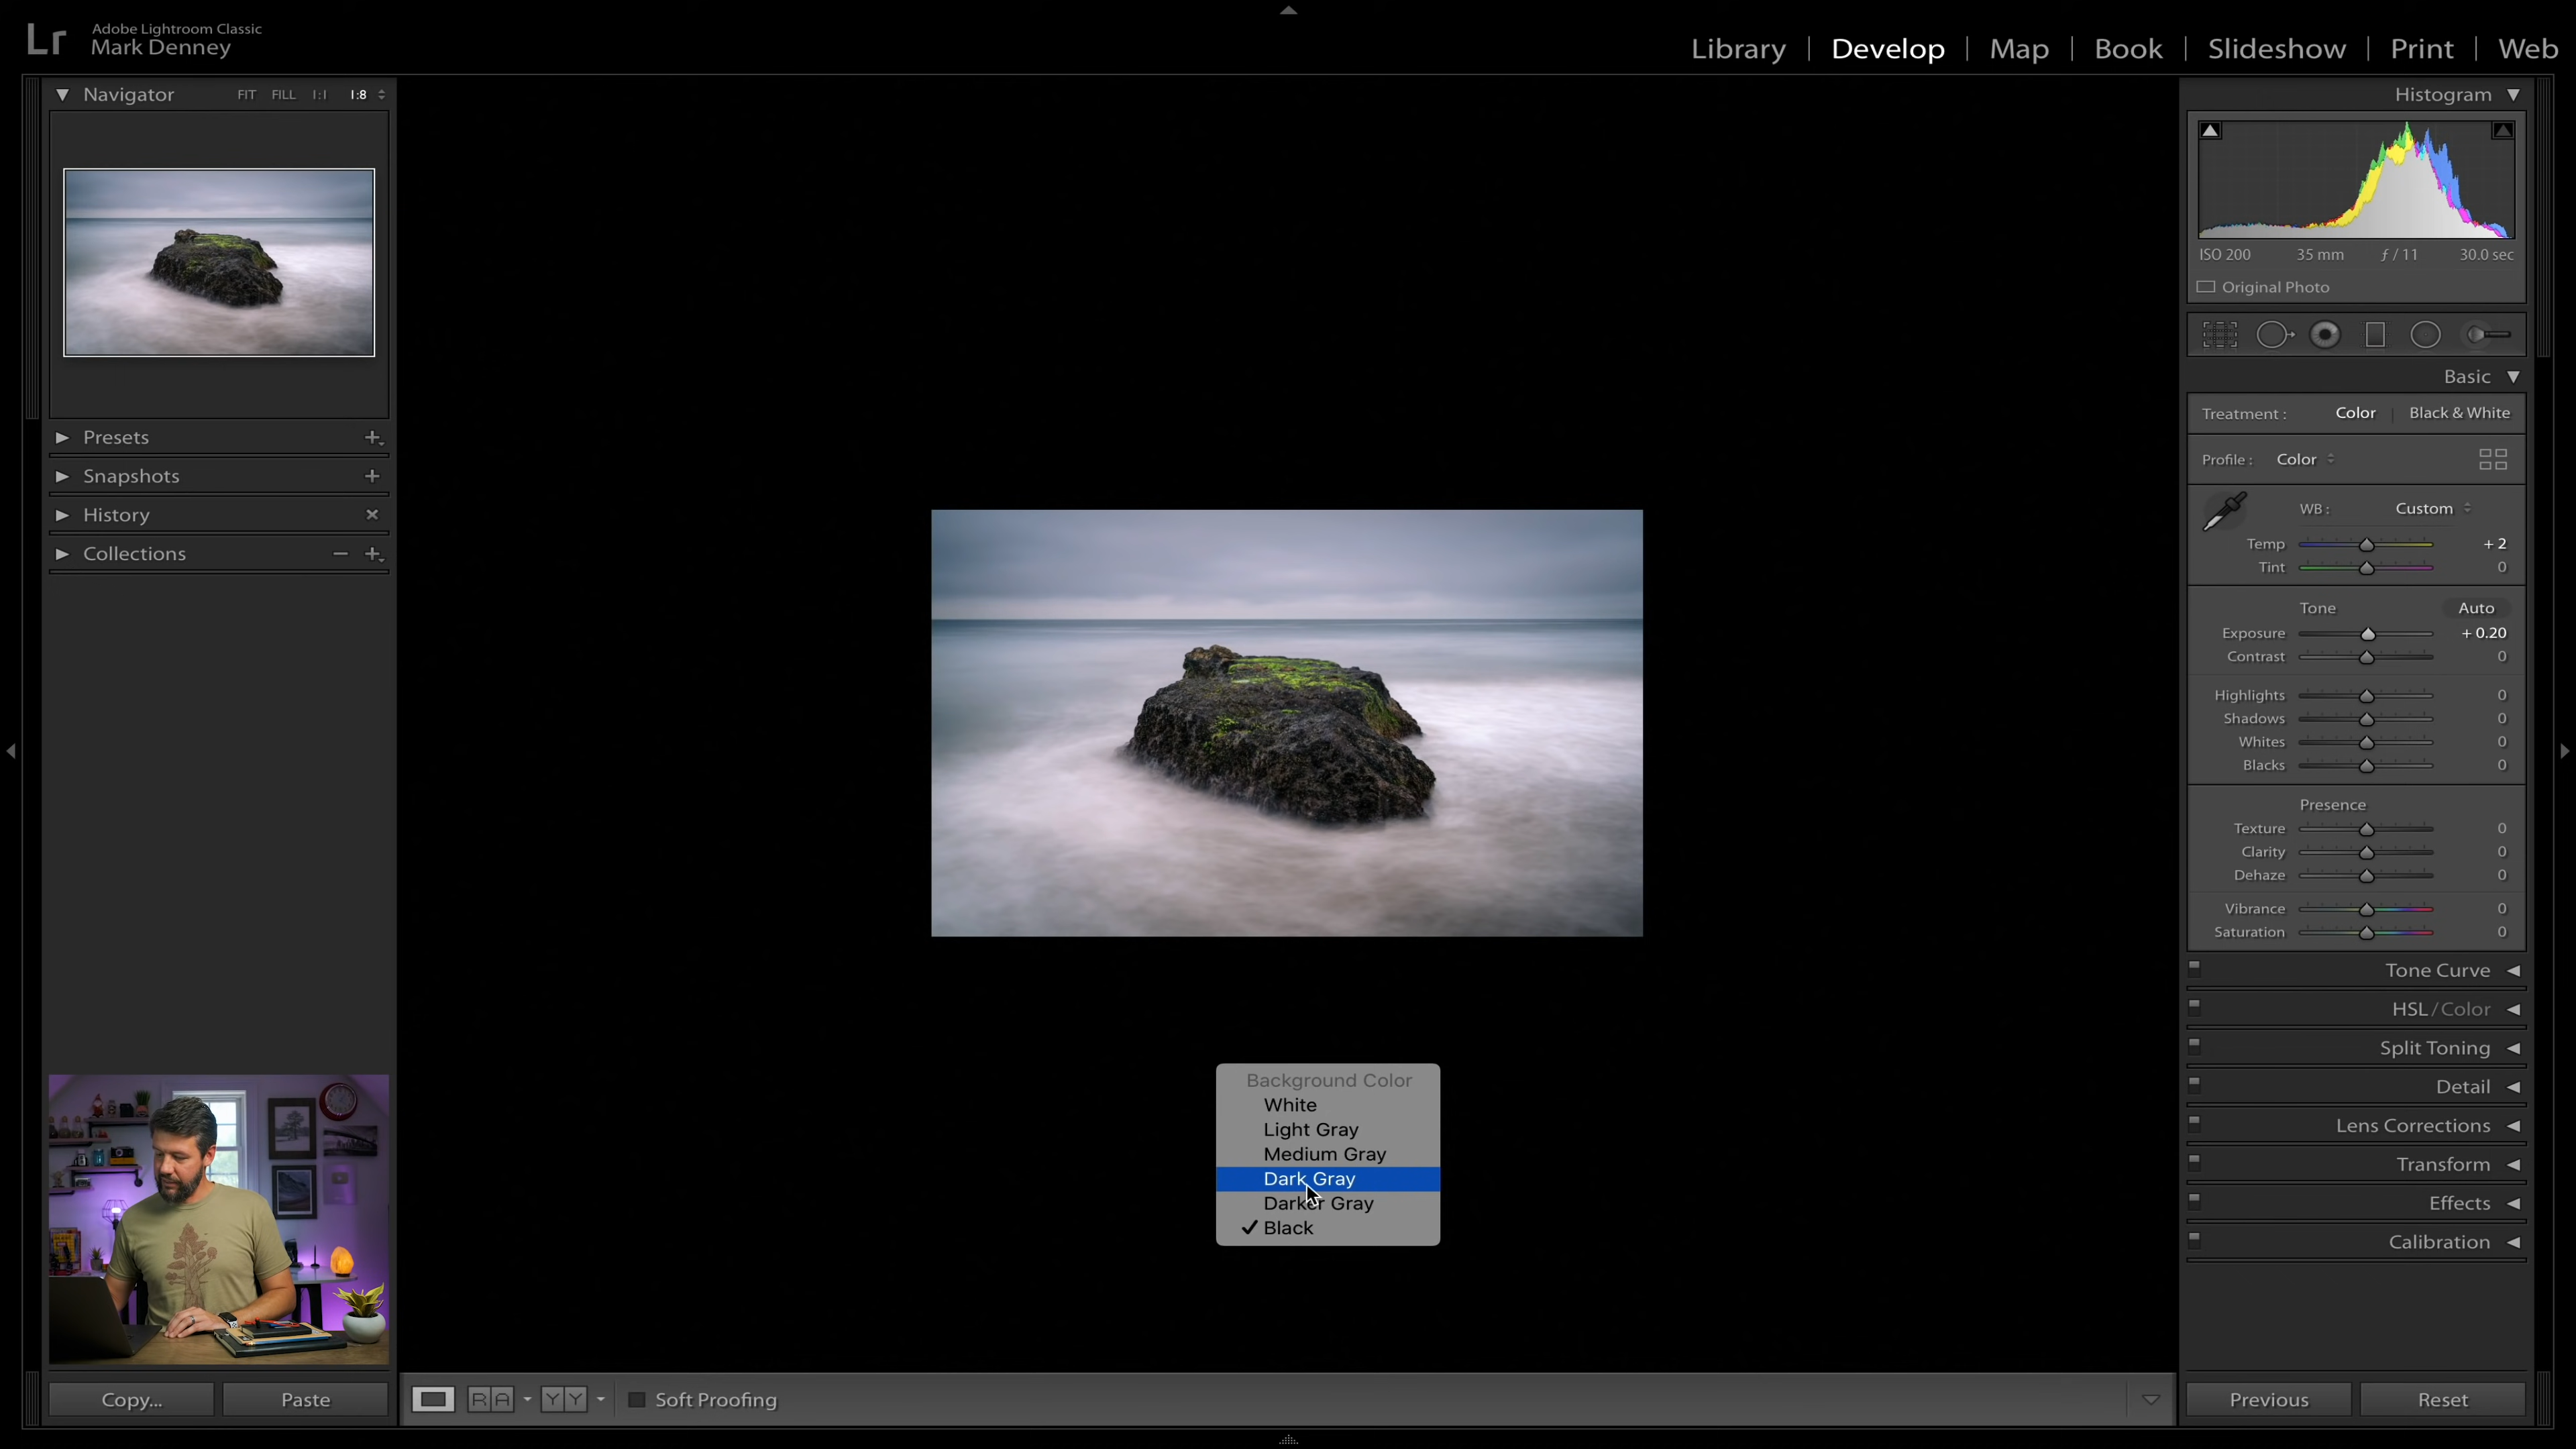 Lr
Adobe Lightroom Classic
Mark Denney
Library | Develop | Map | Book | Slideshow | Print | Web
Navigator FIT FILL 1:1 1:8
Presets
Snapshots
History
Collections
Copy... Paste
Background Color
White
Light Gray
Medium Gray
Dark Gray
Darker Gray
✓ Black
R A Y Y Soft Proofing
Histogram
ISO 200 35 mm ƒ / 11 30.0 sec
Original Photo
Basic
Treatment : Color | Black & White
Profile : Color
WB : Custom
Temp + 2
Tint 0
Tone Auto
Exposure + 0.20
Contrast 0
Highlights 0
Shadows 0
Whites 0
Blacks 0
Presence
Texture 0
Clarity 0
Dehaze 0
Vibrance 0
Saturation 0
Tone Curve
HSL / Color
Split Toning
Detail
Lens Corrections
Transform
Effects
Calibration
Previous Reset